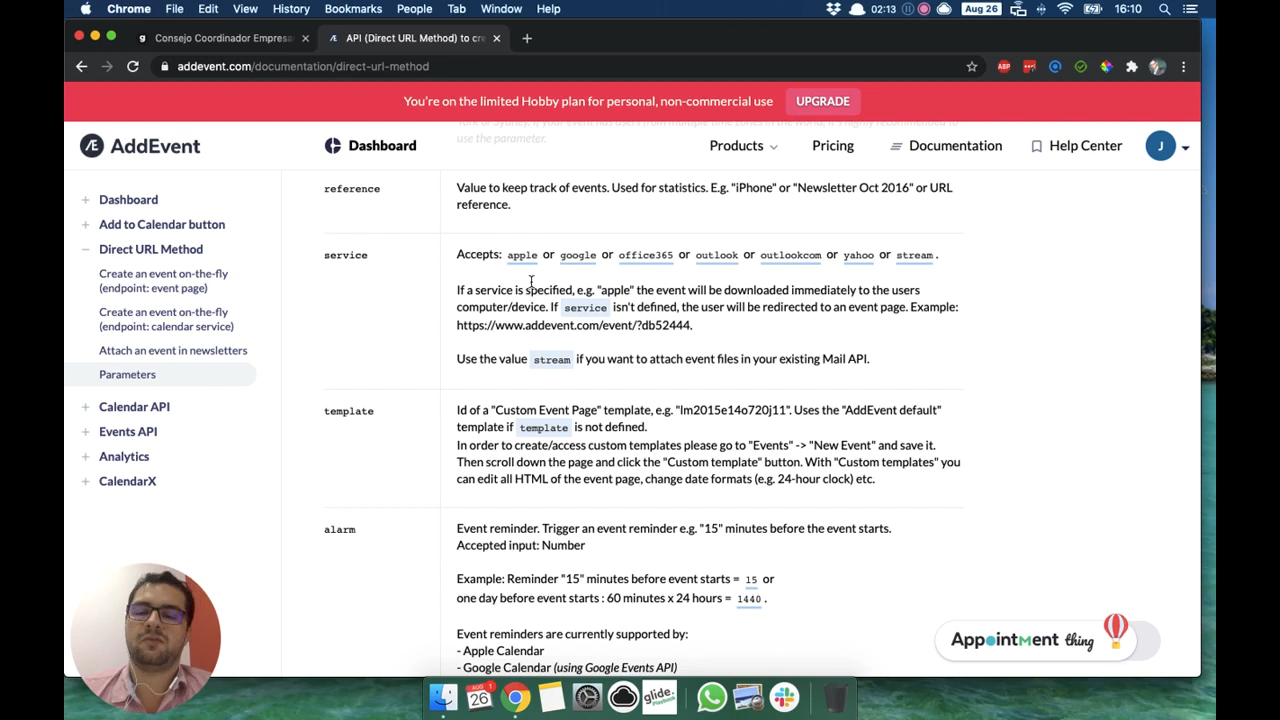 Chrome File Edit View History Bookmarks People Tab Window Help 02:13 Aug 26 16:10
Consejo Coordinador Empresa
API (Direct URL Method) to cre
addevent.com/documentation/direct-url-method
ABP
You're on the limited Hobby plan for personal, non-commercial use UPGRADE
use the parameter.
AddEvent Dashboard Products Pricing Documentation Help Center J
Dashboard
Add to Calendar button
Direct URL Method
Create an event on-the-fly
(endpoint: event page)
Create an event on-the-fly
(endpoint: calendar service)
Attach an event in newsletters
Parameters
Calendar API
Events API
Analytics
CalendarX
reference
Value to keep track of events. Used for statistics. E.g. "iPhone" or "Newsletter Oct 2016" or URL
reference.
service
Accepts: apple or google or office365 or outlook or outlookcom or yahoo or stream.
If a service is specified, e.g. "apple" the event will be downloaded immediately to the users
computer/device. If service isn't defined, the user will be redirected to an event page. Example:
https://www.addevent.com/event/?db52444.
Use the value stream if you want to attach event files in your existing Mail API.
template
Id of a "Custom Event Page" template, e.g. "lm2015e14o720j11". Uses the "AddEvent default"
template if template is not defined.
In order to create/access custom templates please go to "Events" -> "New Event" and save it.
Then scroll down the page and click the "Custom template" button. With "Custom templates" you
can edit all HTML of the event page, change date formats (e.g. 24-hour clock) etc.
alarm
Event reminder. Trigger an event reminder e.g. "15" minutes before the event starts.
Accepted input: Number
Example: Reminder "15" minutes before event starts = 15 or
one day before event starts : 60 minutes x 24 hours = 1440.
Event reminders are currently supported by:
- Apple Calendar
- Google Calendar (using Google Events API)
Appointment thing
AUG 1
26
glide.
Playbook